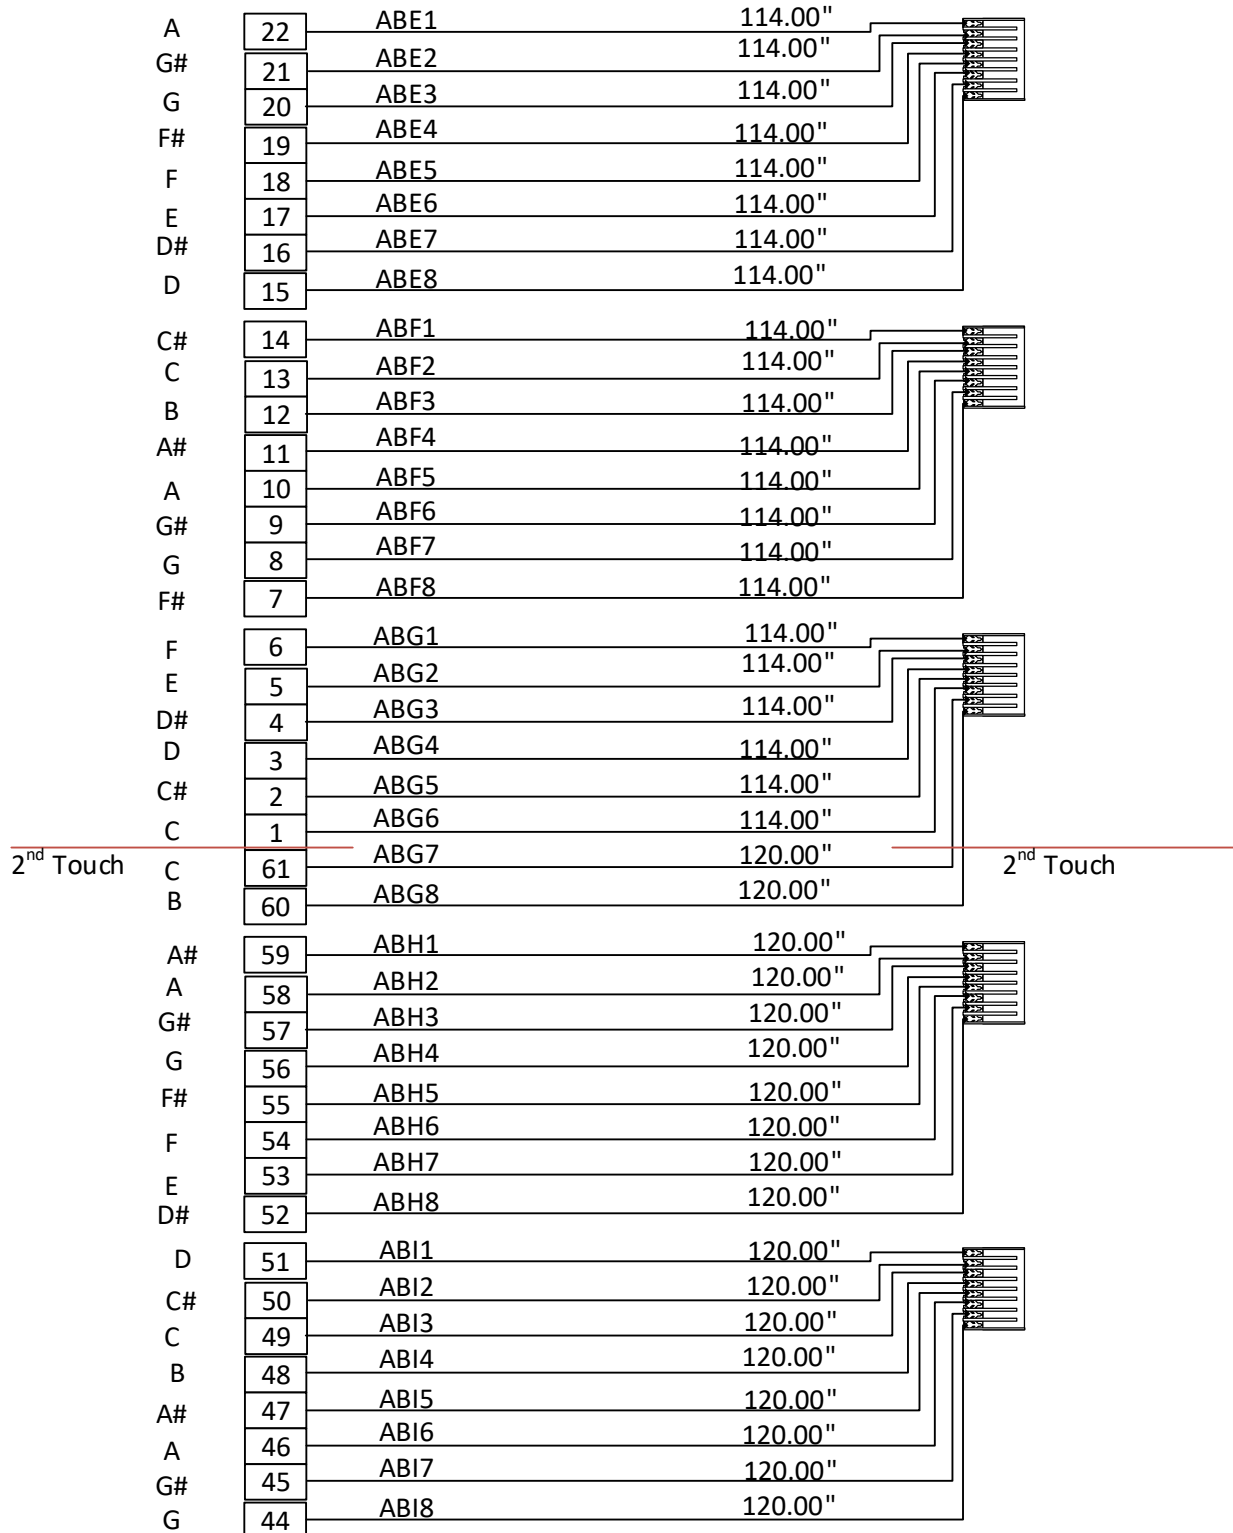 A 22 ABE1 114.00"
G# 21 ABE2 114.00"
G 20 ABE3 114.00"
F# 19 ABE4 114.00"
F 18 ABE5 114.00"
E 17 ABE6 114.00"
D# 16 ABE7 114.00"
D 15 ABE8 114.00"
C# 14 ABF1 114.00"
C 13 ABF2 114.00"
B 12 ABF3 114.00"
A# 11 ABF4 114.00"
A 10 ABF5 114.00"
G# 9 ABF6 114.00"
G 8 ABF7 114.00"
F# 7 ABF8 114.00"
F 6 ABG1 114.00"
E 5 ABG2 114.00"
D# 4 ABG3 114.00"
D 3 ABG4 114.00"
C# 2 ABG5 114.00"
C 1 ABG6 114.00"
2nd Touch C 61 ABG7 120.00" 2nd Touch
B 60 ABG8 120.00"
A# 59 ABH1 120.00"
A 58 ABH2 120.00"
G# 57 ABH3 120.00"
G 56 ABH4 120.00"
F# 55 ABH5 120.00"
F 54 ABH6 120.00"
E 53 ABH7 120.00"
D# 52 ABH8 120.00"
D 51 ABI1 120.00"
C# 50 ABI2 120.00"
C 49 ABI3 120.00"
B 48 ABI4 120.00"
A# 47 ABI5 120.00"
A 46 ABI6 120.00"
G# 45 ABI7 120.00"
G 44 ABI8 120.00"